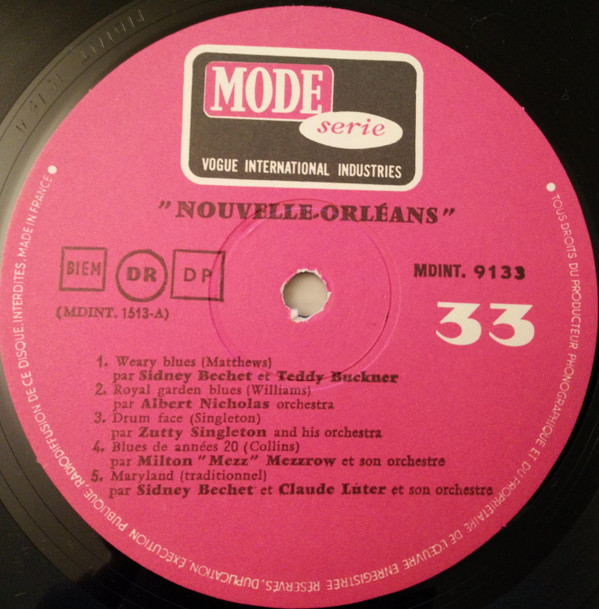 MODE
serie
VOGUE INTERNATIONAL INDUSTRIES
"NOUVELLE-ORLÉANS"
BIEM DR DP
MDINT. 9133
(MDINT. 1513-A)
33
1. Weary blues (Matthews)
par Sidney Bechet et Teddy Buckner
2. Royal garden blues (Williams)
par Albert Nicholas orchestra
3. Drum face (Singleton)
par Zutty Singleton and his orchestra
4. Blues de années 20 (Collins)
par Milton "Mezz" Mezzrow et son orchestre
5. Maryland (traditionnel)
par Sidney Bechet et Claude Luter et son orchestre
TOUS DROITS DU PRODUCTEUR PHONOGRAPHIQUE ET DU PROPRIETAIRE DE L'ŒUVRE ENREGISTREE RÉSERVÉS. DUPLICATION, EXÉCUTION PUBLIQUE, RADIODIFFUSION DE CE DISQUE, INTERDITES. MADE IN FRANCE